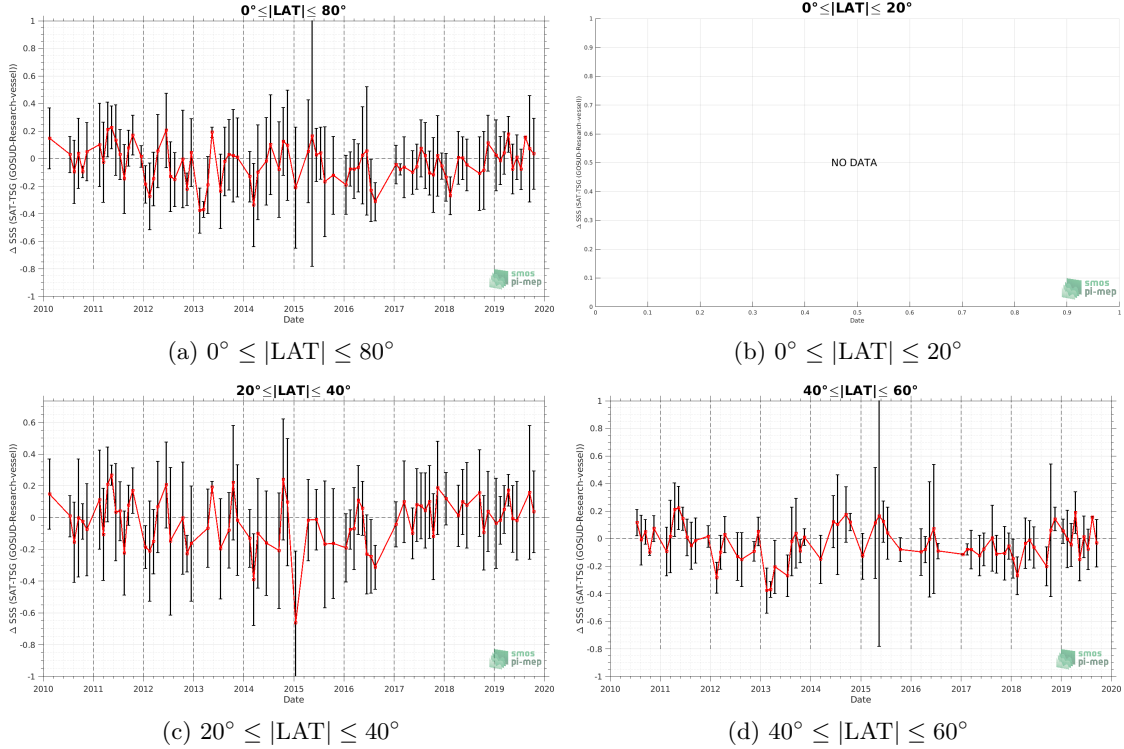 0°≤|LAT|≤ 80°
Δ SSS (SAT-TSG (GOSUD-Research-vessel))
1
0.8
0.6
0.4
0.2
0
-0.2
-0.4
-0.6
-0.8
-1
2010 2011 2012 2013 2014 2015 2016 2017 2018 2019 2020
Date
smos
pi-mep
(a) 0° ≤ |LAT| ≤ 80°
0°≤|LAT|≤ 20°
Δ SSS (SAT-TSG (GOSUD-Research-vessel))
1
0.9
0.8
0.7
0.6
0.5
0.4
0.3
0.2
0.1
0
NO DATA
0 0.1 0.2 0.3 0.4 0.5 0.6 0.7 0.8 0.9 1
Date
smos
pi-mep
(b) 0° ≤ |LAT| ≤ 20°
20°≤|LAT|≤ 40°
Δ SSS (SAT-TSG (GOSUD-Research-vessel))
0.6
0.4
0.2
0
-0.2
-0.4
-0.6
-0.8
-1
2010 2011 2012 2013 2014 2015 2016 2017 2018 2019 2020
Date
smos
pi-mep
(c) 20° ≤ |LAT| ≤ 40°
40°≤|LAT|≤ 60°
Δ SSS (SAT-TSG (GOSUD-Research-vessel))
1
0.8
0.6
0.4
0.2
0
-0.2
-0.4
-0.6
-0.8
-1
2010 2011 2012 2013 2014 2015 2016 2017 2018 2019 2020
Date
smos
pi-mep
(d) 40° ≤ |LAT| ≤ 60°